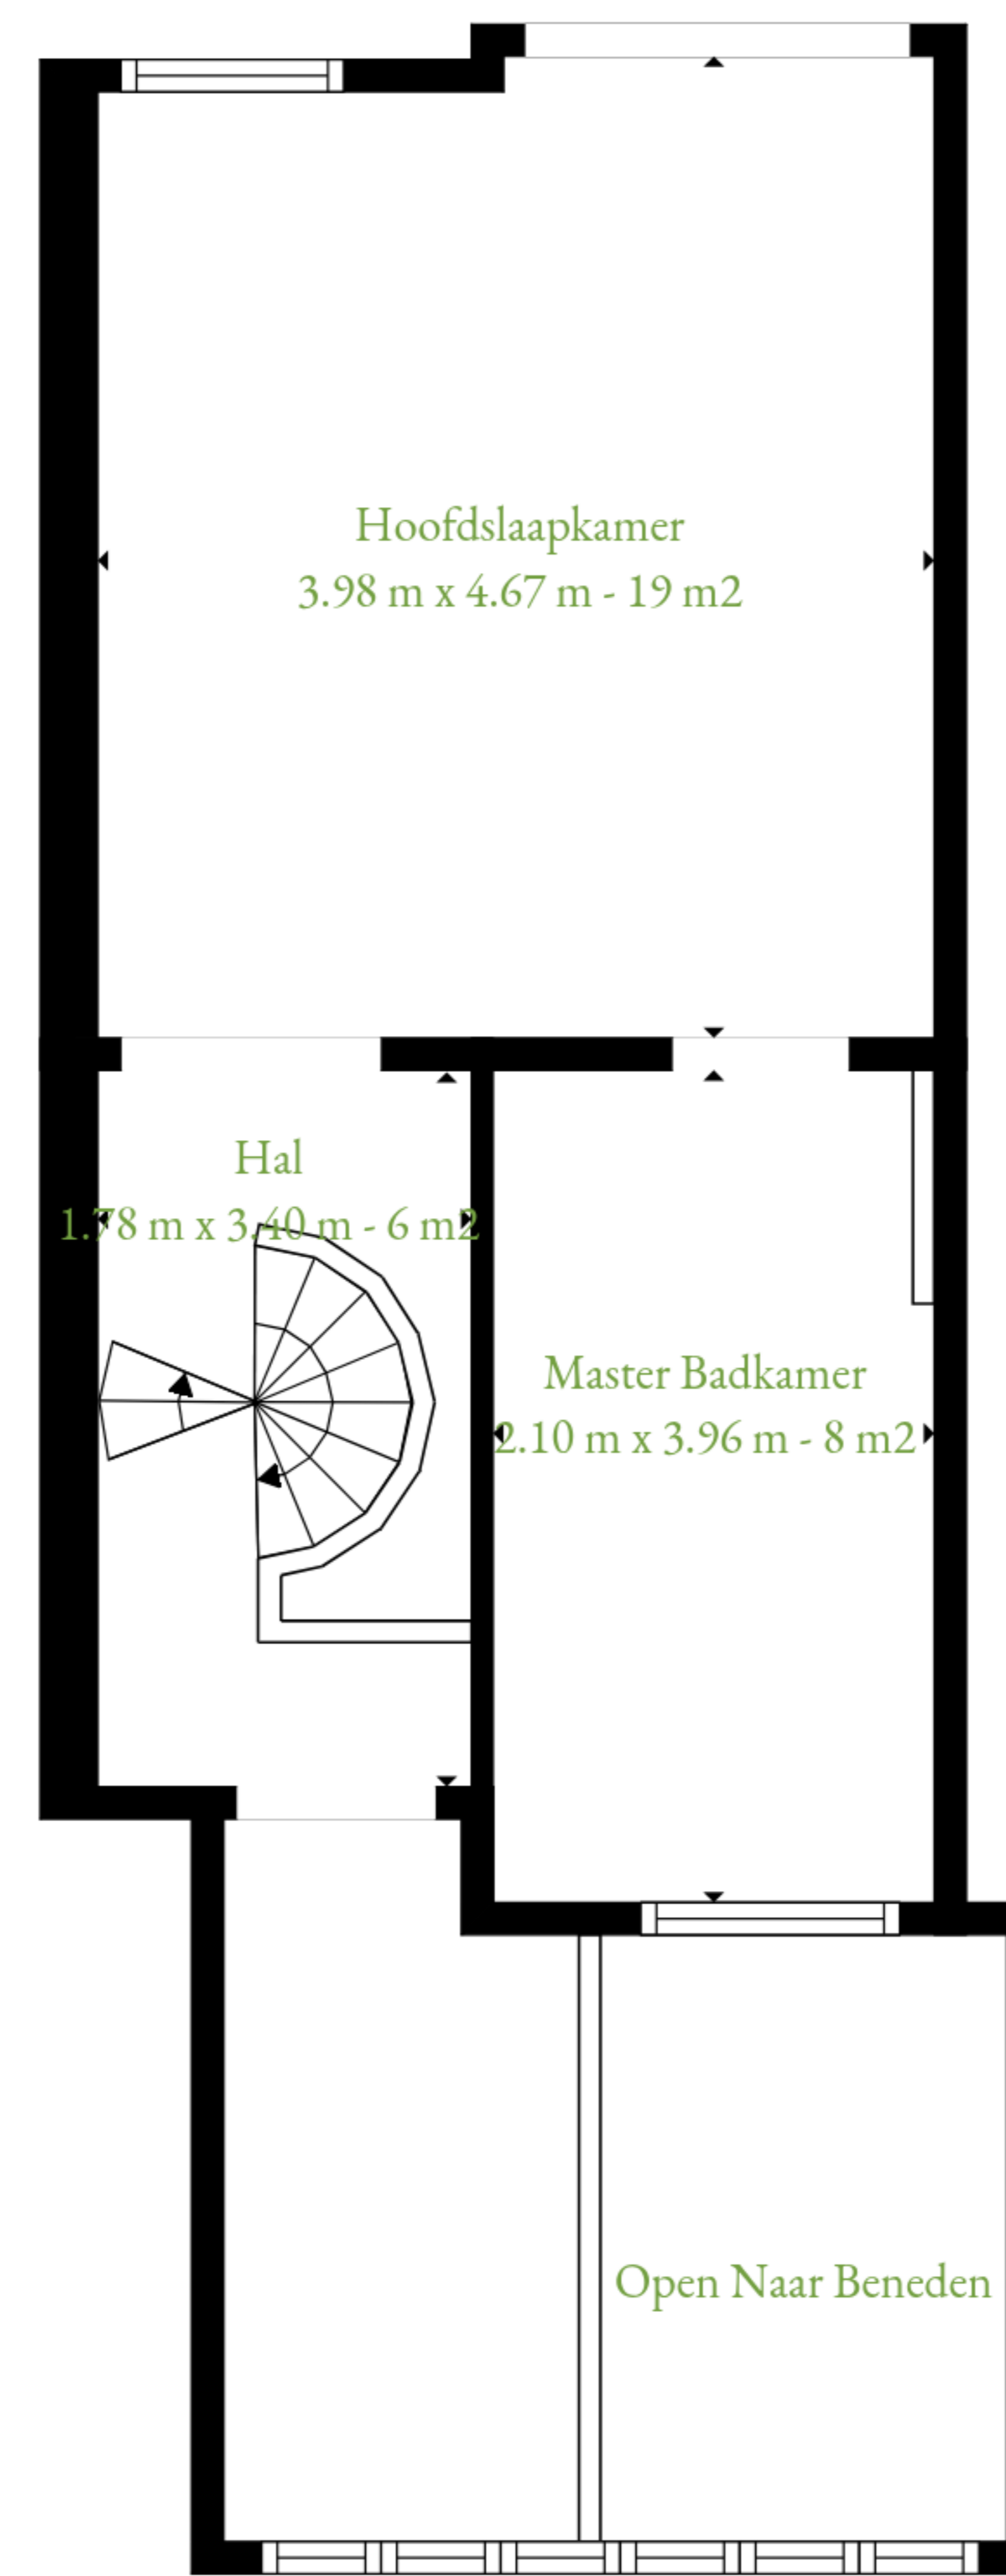 Hoofdslaapkamer
3.98 m x 4.67 m - 19 m2
Hal
1.78 m x 3.40 m - 6 m2
Master Badkamer
2.10 m x 3.96 m - 8 m2
Open Naar Beneden